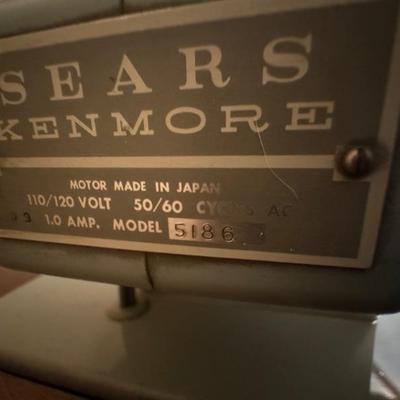 SEARS
KENMORE
MOTOR MADE IN JAPAN
110/120 VOLT 50/60 CYCLES AC
1.0 AMP. MODEL 5186